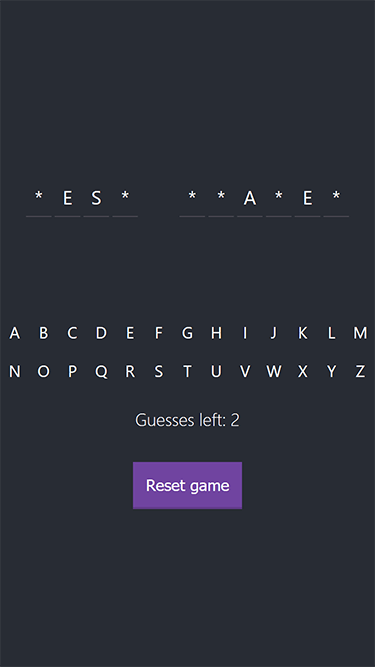 * E S *   * * A * E *
A B C D E F G H I J K L M
N O P Q R S T U V W X Y Z
Guesses left: 2
Reset game